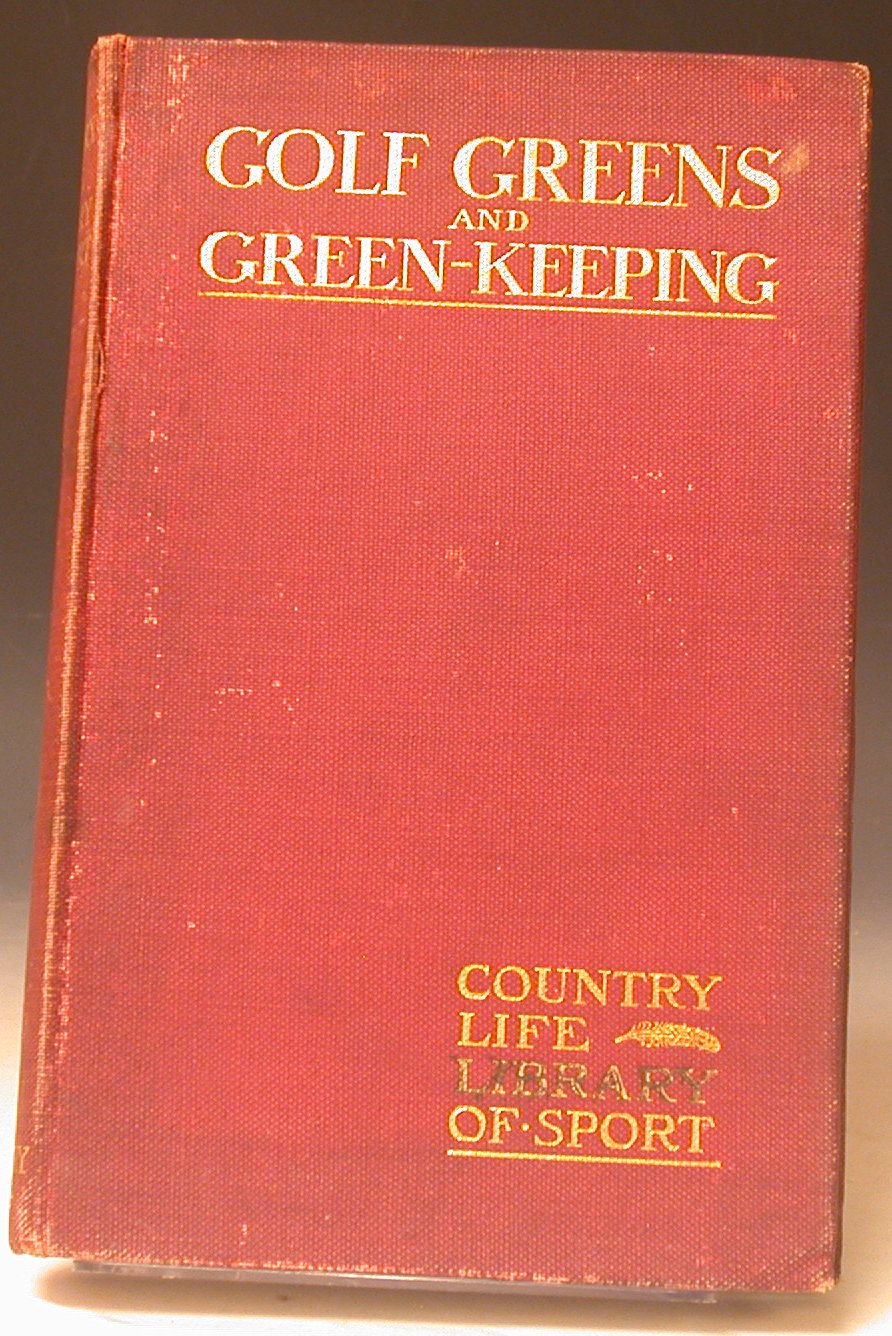 GOLF GREENS
AND
GREEN-KEEPING
COUNTRY
LIFE
LIBRARY
OF·SPORT